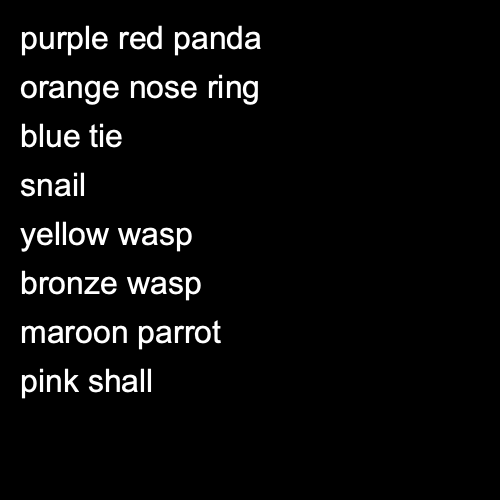 purple red panda
orange nose ring
blue tie
snail
yellow wasp
bronze wasp
maroon parrot
pink shall